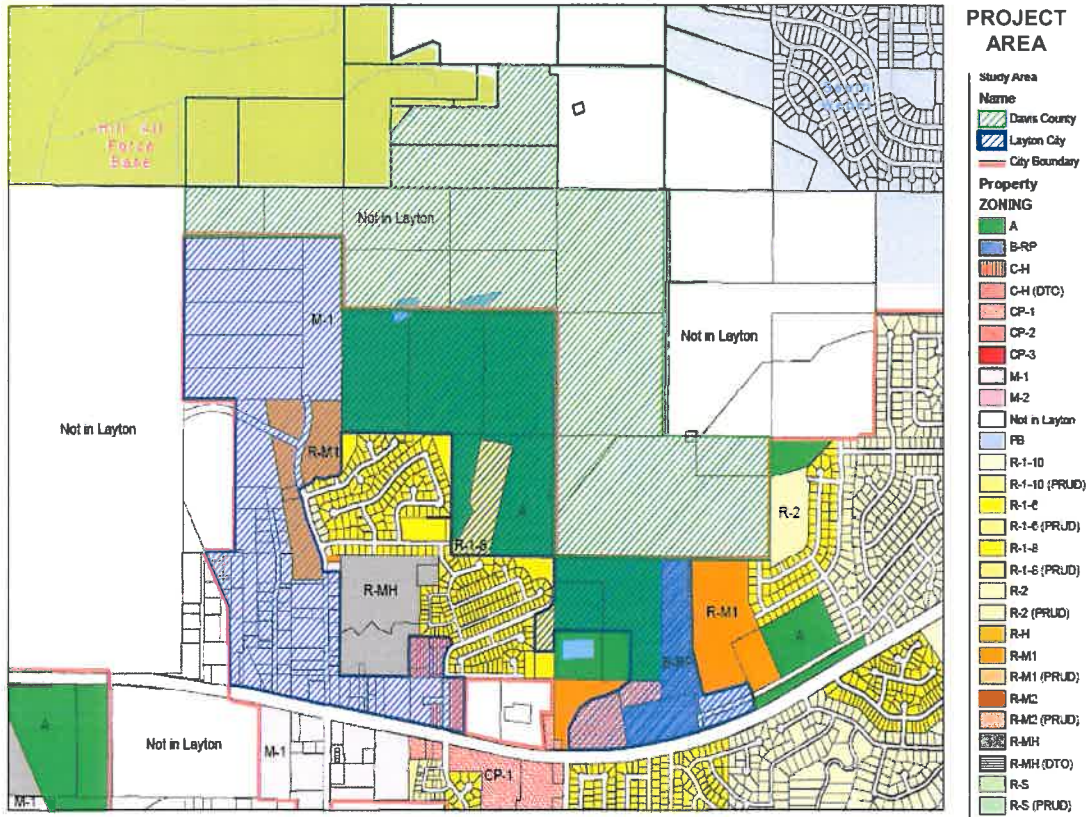 PROJECT
AREA
Study Area
Name
Davis County
Layton City
City Boundary
Property
ZONING
A
B-RP
C-H
C-H (DTC)
CP-1
CP-2
CP-3
M-1
M-2
Not in Layton
PB
R-1-10
R-1-10 (PRUD)
R-1-6
R-1-6 (PRUD)
R-1-8
R-1-8 (PRUD)
R-2
R-2 (PRUD)
R-H
R-M1
R-M1 (PRUD)
R-M2
R-M2 (PRUD)
R-MH
R-MH (DTO)
R-S
R-S (PRUD)
Hill Air
Force
Base
Not in Layton
M-1
Not in Layton
Not in Layton
R-M1
A
R-2
R-1-8
R-MH
R-M1
A
B-RP
A
Not in Layton
M-1
CP-1
M-1